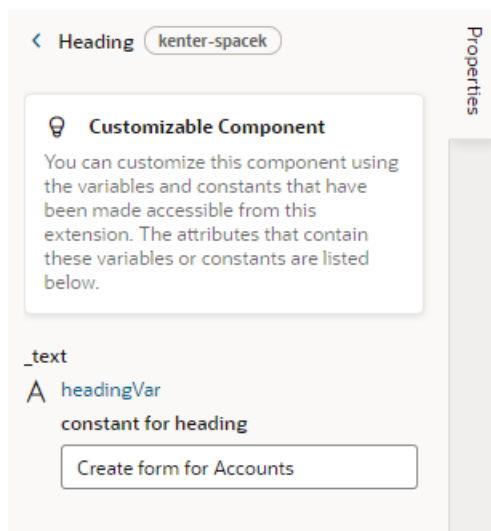 Heading kenter-spacek
Properties
Customizable Component
You can customize this component using
the variables and constants that have
been made accessible from this
extension. The attributes that contain
these variables or constants are listed
below.
_text
headingVar
constant for heading
Create form for Accounts